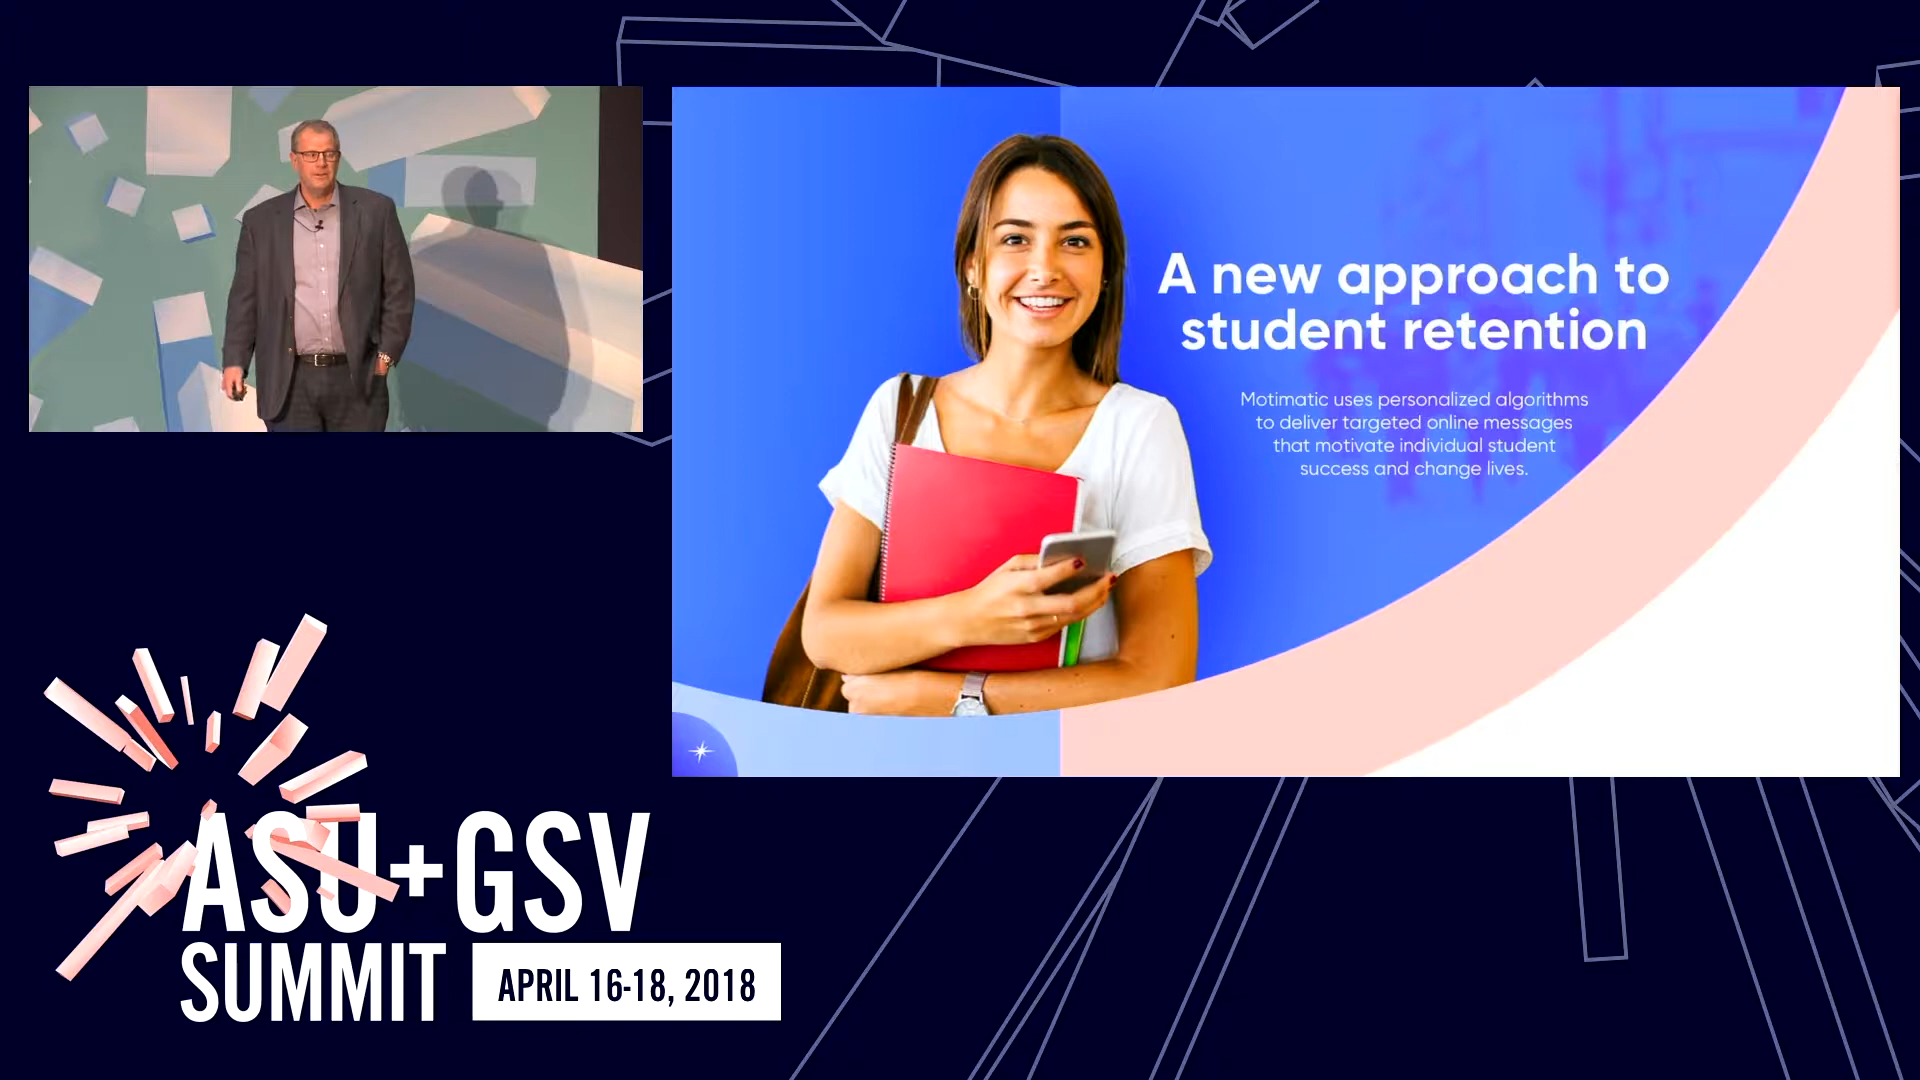 A new approach to
student retention
Motimatic uses personalized algorithms
to deliver targeted online messages
that motivate individual student
success and change lives.
ASU+GSV
SUMMIT
APRIL 16-18, 2018